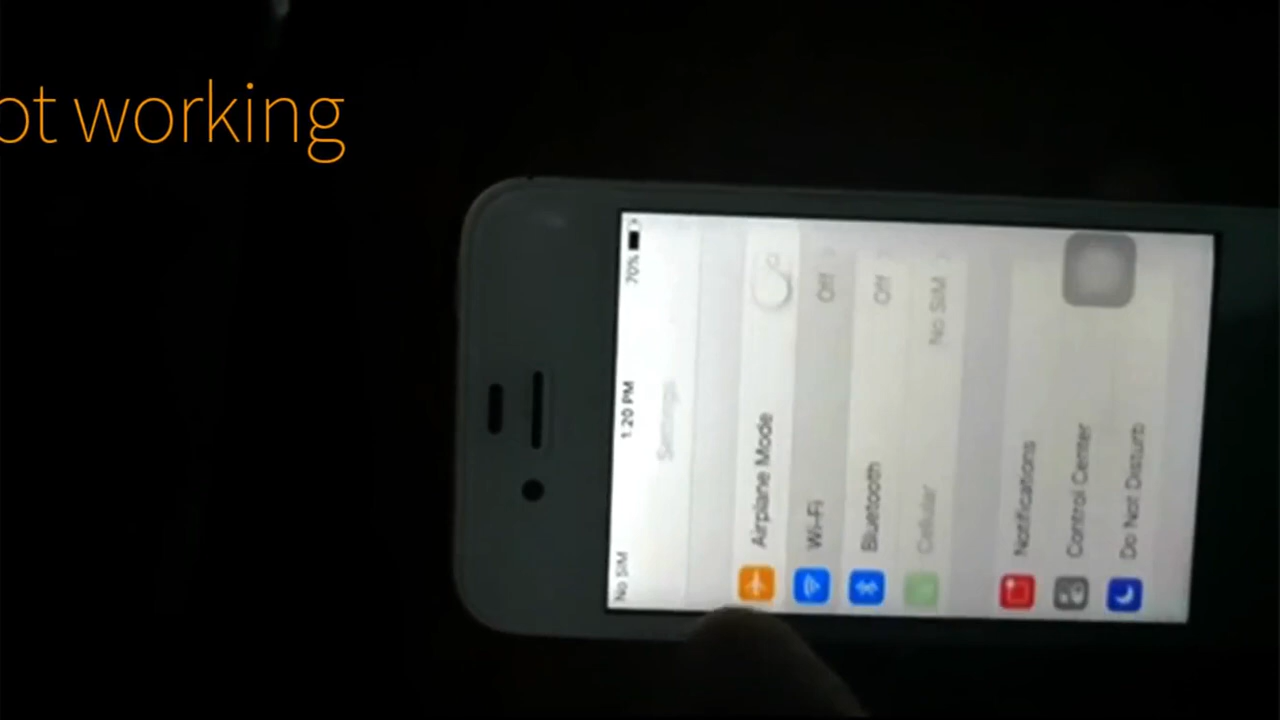 ot working
No SIM 1:20 PM 70%
Settings
Airplane Mode
Wi-Fi Off
Bluetooth Off
Cellular No SIM
Notifications
Control Center
Do Not Disturb